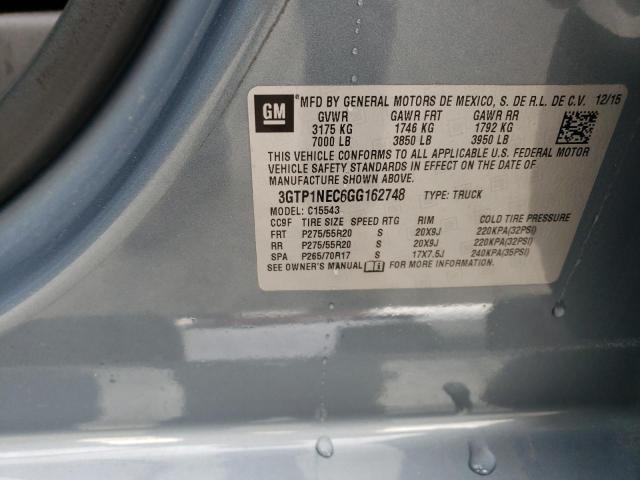 GM ® MFD BY GENERAL MOTORS DE MEXICO, S. DE R.L. DE C.V. 12/15
GVWR GAWR FRT GAWR RR
3175 KG 1746 KG 1792 KG
7000 LB 3850 LB 3950 LB
THIS VEHICLE CONFORMS TO ALL APPLICABLE U.S. FEDERAL MOTOR
VEHICLE SAFETY STANDARDS IN EFFECT ON THE DATE OF
MANUFACTURE SHOWN ABOVE.
3GTP1NEC6GG162748 TYPE: TRUCK
MODEL: C15543
CC9F TIRE SIZE SPEED RTG RIM COLD TIRE PRESSURE
FRT P275/55R20 S 20X9J 220KPA(32PSI)
RR P275/55R20 S 20X9J 220KPA(32PSI)
SPA P265/70R17 S 17X7.5J 240KPA(35PSI)
SEE OWNER'S MANUAL FOR MORE INFORMATION.